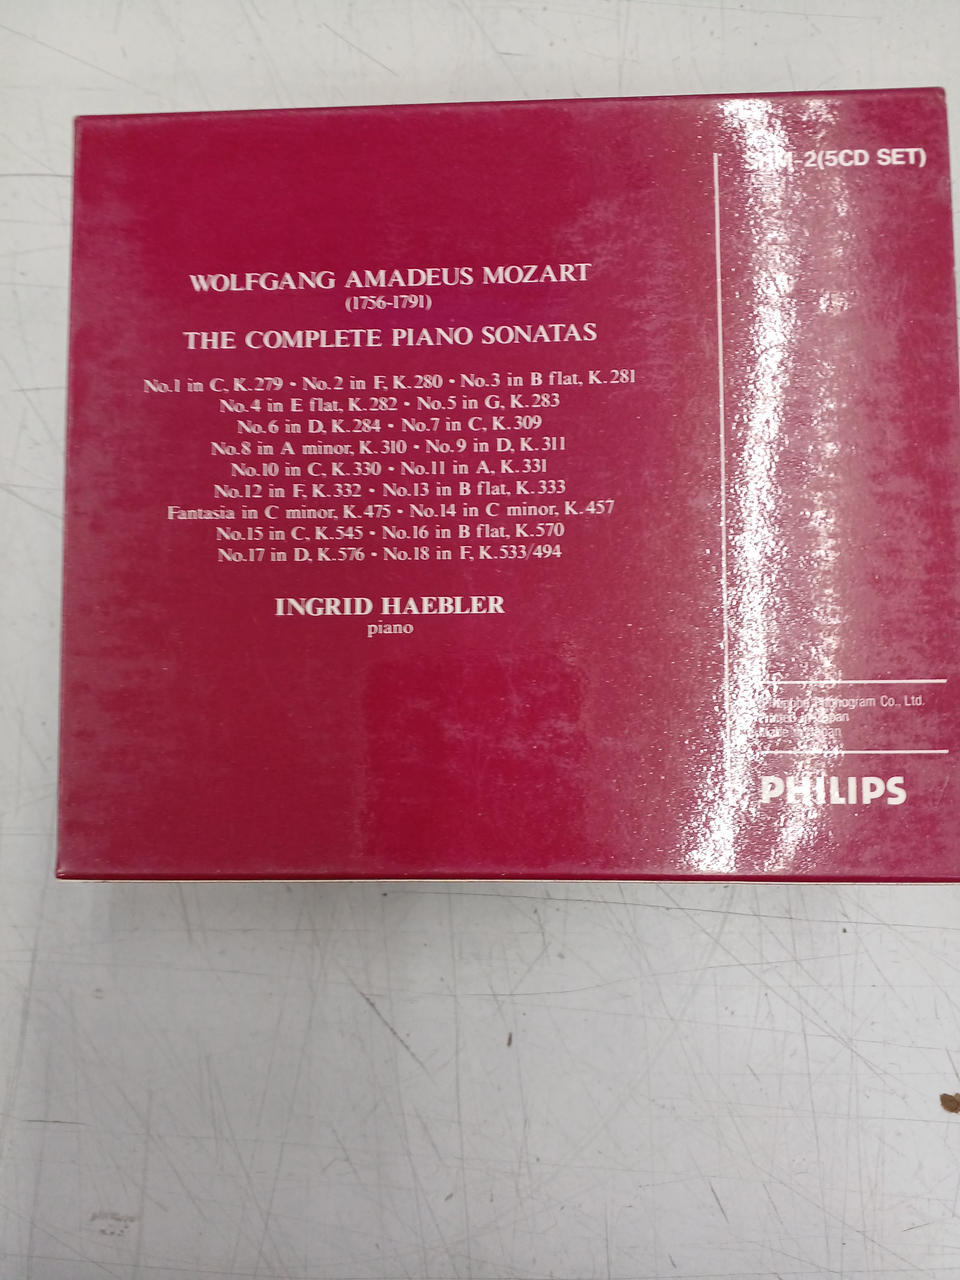 WOLFGANG AMADEUS MOZART
(1756-1791)
THE COMPLETE PIANO SONATAS
No.1 in C, K.279 • No.2 in F, K.280 • No.3 in B flat, K.281
No.4 in E flat, K.282 • No.5 in G, K.283
No.6 in D, K.284 • No.7 in C, K.309
No.8 in A minor, K.310 • No.9 in D, K.311
No.10 in C, K.330 • No.11 in A, K.331
No.12 in F, K.332 • No.13 in B flat, K.333
Fantasia in C minor, K.475 • No.14 in C minor, K.457
No.15 in C, K.545 • No.16 in B flat, K.570
No.17 in D, K.576 • No.18 in F, K.533/494
INGRID HAEBLER
piano
-2(5CD SET)
Phonogram Co., Ltd.
in Japan
Japan
PHILIPS